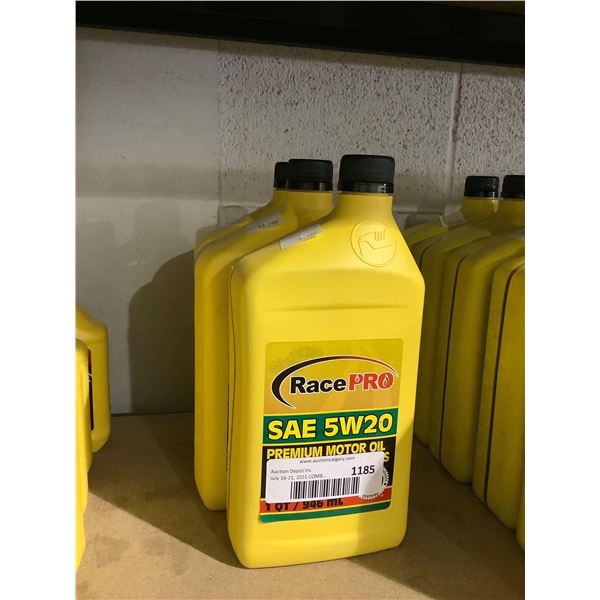 RacePRO
SAE 5W20
PREMIUM MOTOR OIL
www.auctioncalgary.com
Auction Depot Inc
July 16-21, 2021 COMB...
1185
1 QT / 946 mL